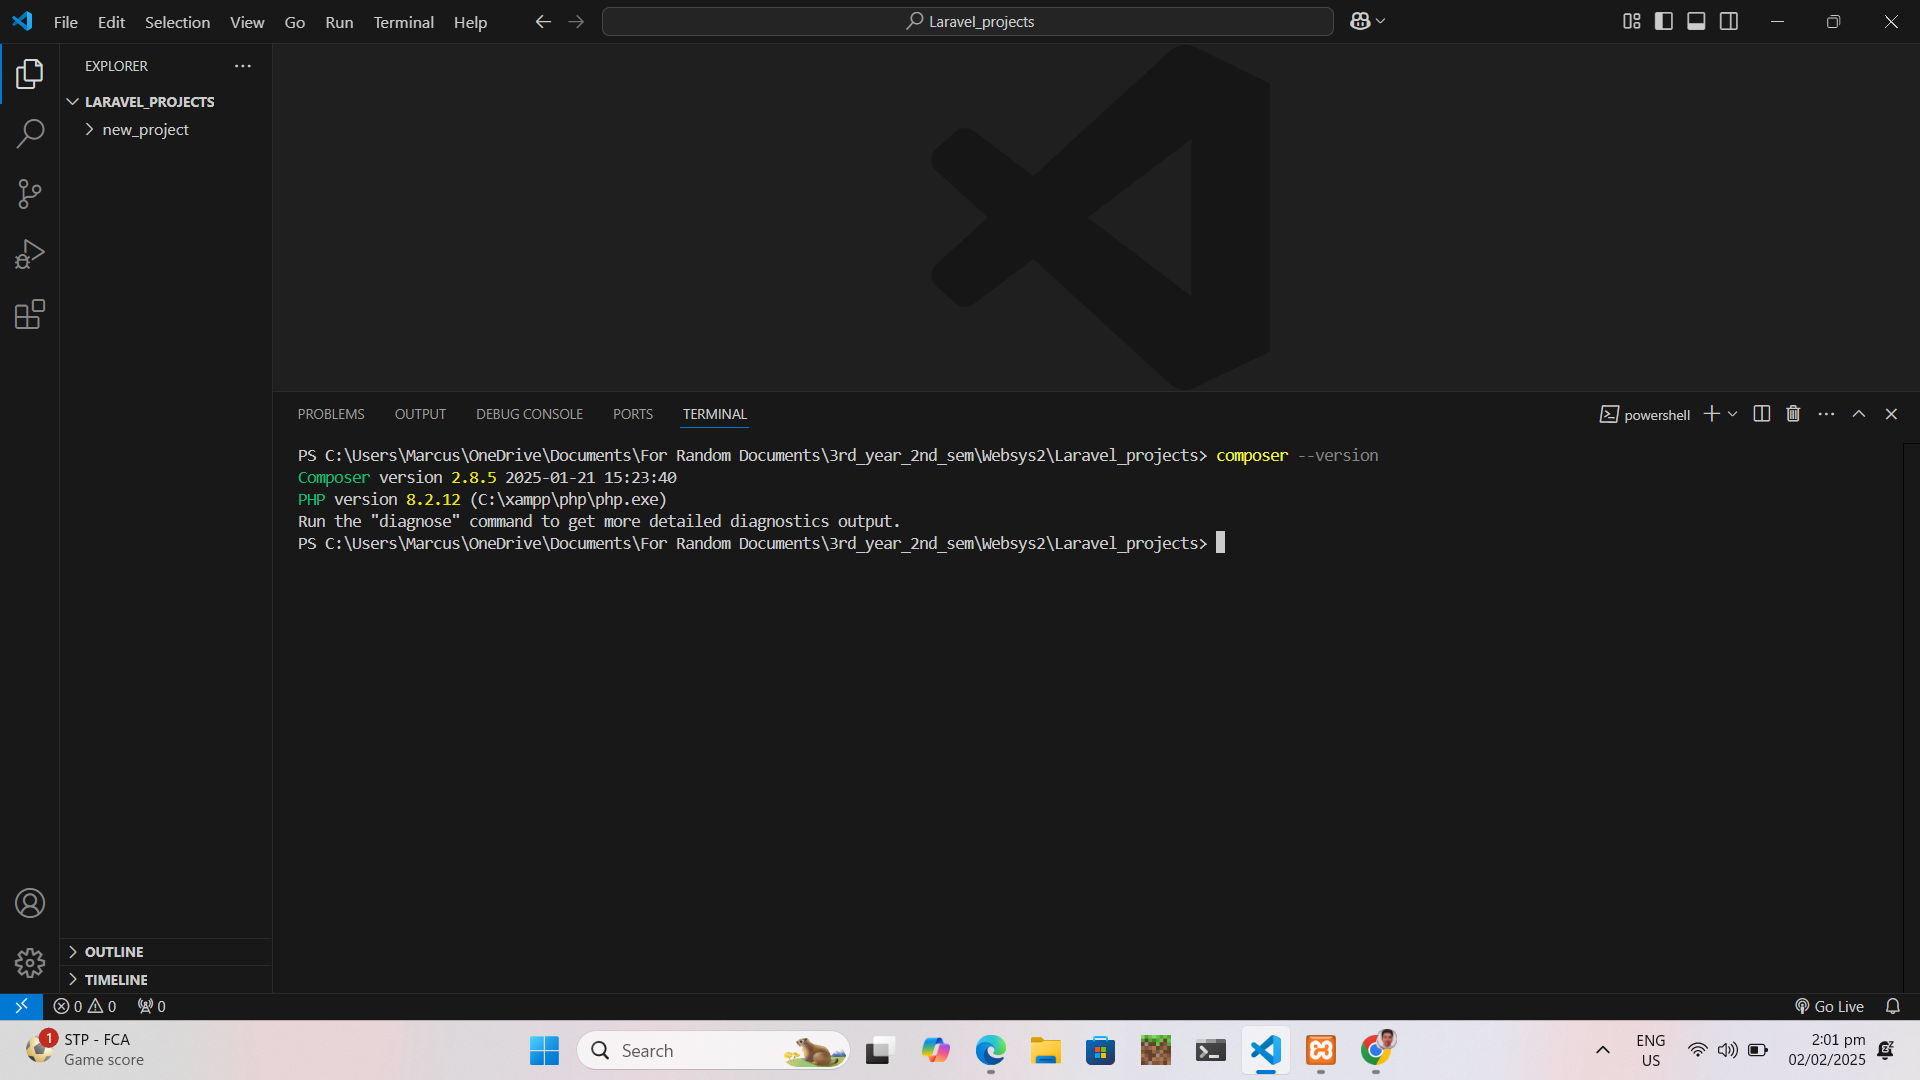 File Edit Selection View Go Run Terminal Help
Laravel_projects
EXPLORER
LARAVEL_PROJECTS
new_project
PROBLEMS OUTPUT DEBUG CONSOLE PORTS TERMINAL
powershell
PS C:\Users\Marcus\OneDrive\Documents\For Random Documents\3rd_year_2nd_sem\Websys2\Laravel_projects> composer --version
Composer version 2.8.5 2025-01-21 15:23:40
PHP version 8.2.12 (C:\xampp\php\php.exe)
Run the "diagnose" command to get more detailed diagnostics output.
PS C:\Users\Marcus\OneDrive\Documents\For Random Documents\3rd_year_2nd_sem\Websys2\Laravel_projects>
OUTLINE
TIMELINE
0 0 0
Go Live
1
STP - FCA
Game score
Search
ENG
US
2:01 pm
02/02/2025